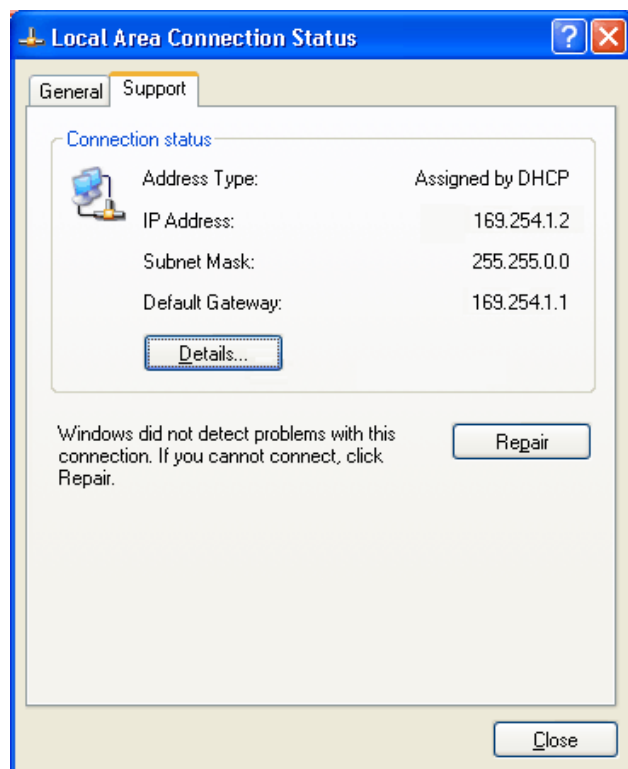 Local Area Connection Status
General Support
Connection status
Address Type: Assigned by DHCP
IP Address: 169.254.1.2
Subnet Mask: 255.255.0.0
Default Gateway: 169.254.1.1
Details...
Windows did not detect problems with this
connection. If you cannot connect, click
Repair.
Repair
Close